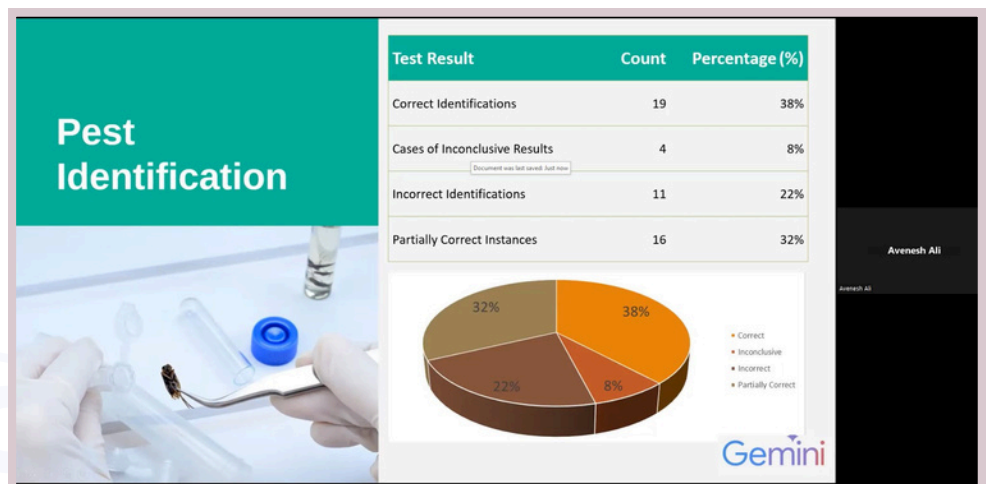 Pest
Identification
Test Result Count Percentage (%)
Correct Identifications 19 38%
Cases of Inconclusive Results 4 8%
Document was last saved: Just now
Incorrect Identifications 11 22%
Partially Correct Instances 16 32%
32%
38%
22%
8%
Correct
Inconclusive
Incorrect
Partially Correct
Gemini
Avenesh Ali
Avenesh Ali